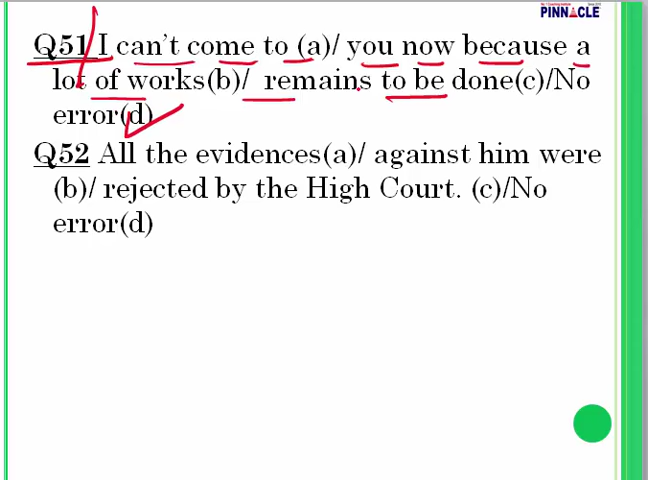 PINNACLE
Q51 I can't come to (a)/ you now because a
lot of works(b)/ remains to be done(c)/No
error(d)
Q52 All the evidences(a)/ against him were
(b)/ rejected by the High Court. (c)/No
error(d)